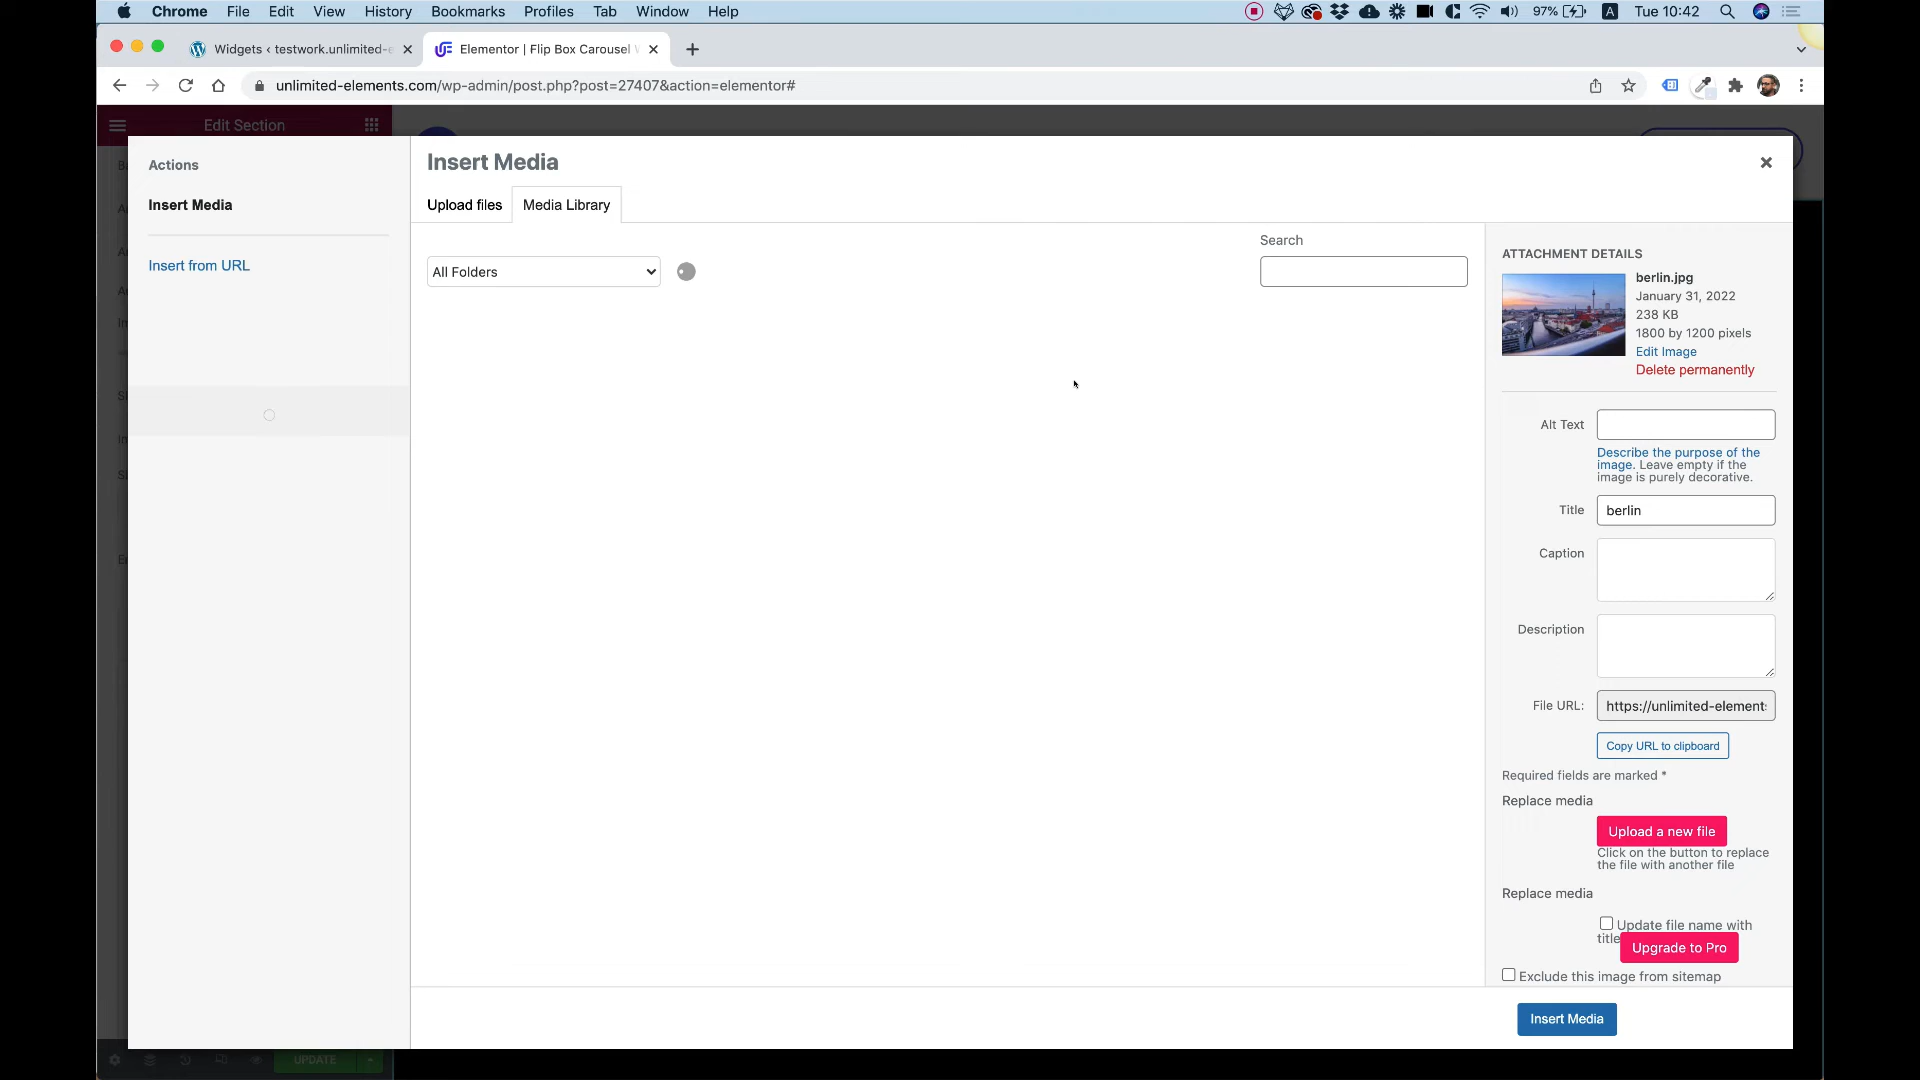 Chrome File Edit View History Bookmarks Profiles Tab Window Help
97% A Tue 10:42
Widgets ‹ testwork.unlimited-e
Elementor | Flip Box Carousel
unlimited-elements.com/wp-admin/post.php?post=27407&action=elementor#
Edit Section
Actions
Insert Media
Insert from URL
Insert Media
Upload files
Media Library
All Folders
Search
ATTACHMENT DETAILS
berlin.jpg
January 31, 2022
238 KB
1800 by 1200 pixels
Edit Image
Delete permanently
Alt Text
Describe the purpose of the
image. Leave empty if the
image is purely decorative.
Title
berlin
Caption
Description
File URL:
https://unlimited-element
Copy URL to clipboard
Required fields are marked *
Replace media
Upload a new file
Click on the button to replace
the file with another file
Replace media
Update file name with
title
Upgrade to Pro
Exclude this image from sitemap
Insert Media
UPDATE